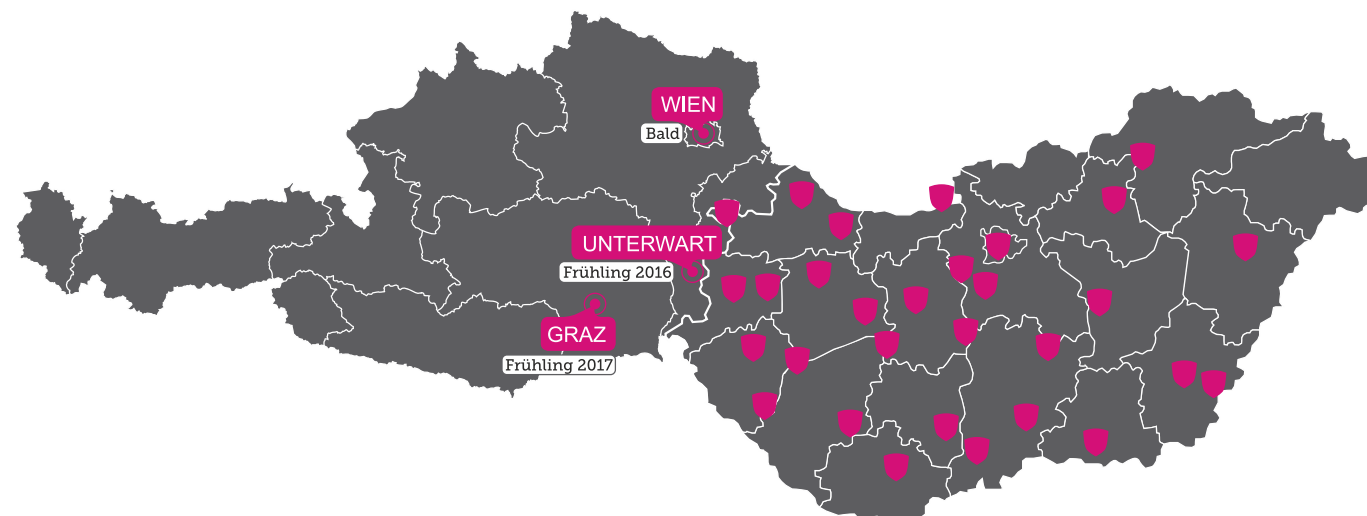 WIEN
Bald
UNTERWART
Frühling 2016
GRAZ
Frühling 2017